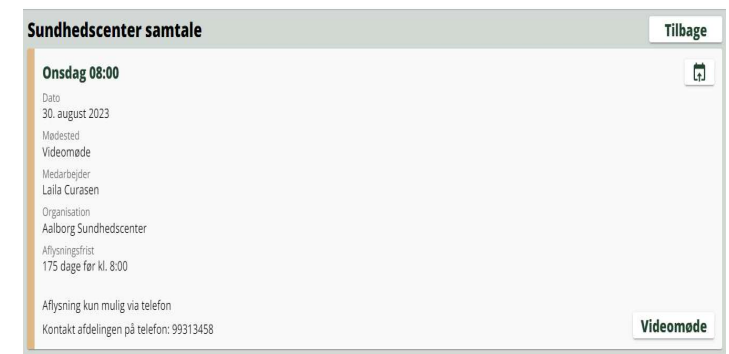 Sundhedscenter samtale
Tilbage
Onsdag 08:00
Dato
30. august 2023
Mødested
Videomøde
Medarbejder
Laila Curasen
Organisation
Aalborg Sundhedscenter
Aflysningsfrist
175 dage før kl. 8:00
Aflysning kun mulig via telefon
Kontakt afdelingen på telefon: 99313458
Videomøde